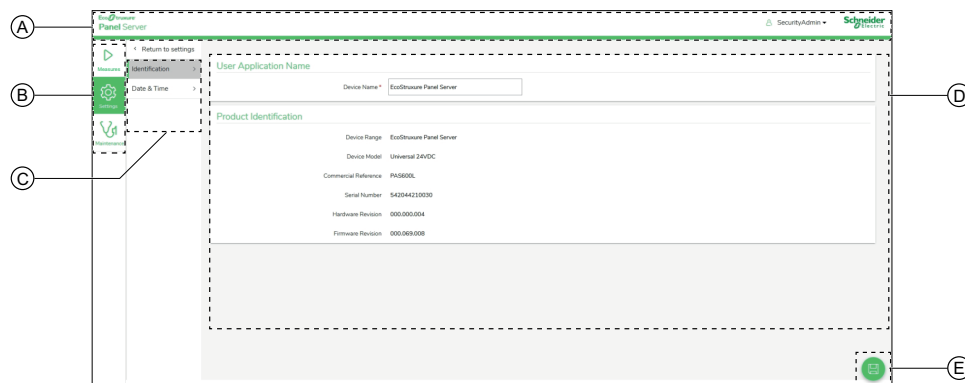 A
EcoStruxure
Panel Server
SecurityAdmin
Schneider
Electric
Measures
Return to settings
Identification
Date & Time
B
Settings
Maintenance
C
User Application Name
Device Name* EcoStruxure Panel Server
D
Product Identification
Device Range EcoStruxure Panel Server
Device Model Universal 24VDC
Commercial Reference PAS600L
Serial Number 542044210030
Hardware Revision 000.000.004
Firmware Revision 000.069.008
E